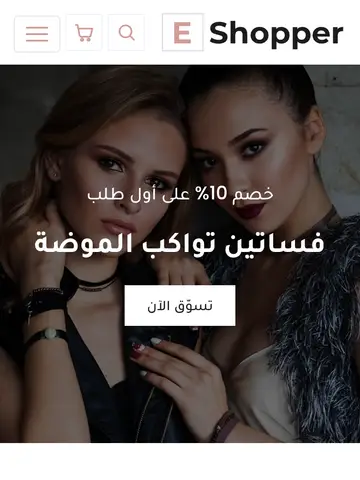 E Shopper
خصم 10% على أول طلب
فساتين تواكب الموضة
تسوّق الآن